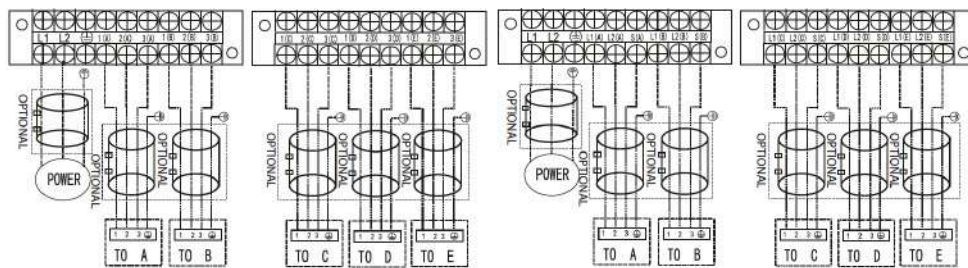 L1 L2 ⏚ 1(A) 2(A) 3(A) 1(B) 2(B) 3(B)
OPTIONAL
POWER
OPTIONAL
OPTIONAL
1 2 3 ⏚
TO A
1 2 3 ⏚
TO B
1(C) 2(C) 3(C) 1(D) 2(D) 3(D) 1(E) 2(E) 3(E)
OPTIONAL
OPTIONAL
OPTIONAL
1 2 3 ⏚
TO C
1 2 3 ⏚
TO D
1 2 3 ⏚
TO E
L1 L2 ⏚ L1(A) L2(A) S(A) L1(B) L2(B) S(B)
OPTIONAL
POWER
OPTIONAL
OPTIONAL
1 2 3 ⏚
TO A
1 2 3 ⏚
TO B
L1(C) L2(C) S(C) L1(D) L2(D) S(D) L1(E) L2(E) S(E)
OPTIONAL
OPTIONAL
OPTIONAL
1 2 3 ⏚
TO C
1 2 3 ⏚
TO D
1 2 3 ⏚
TO E